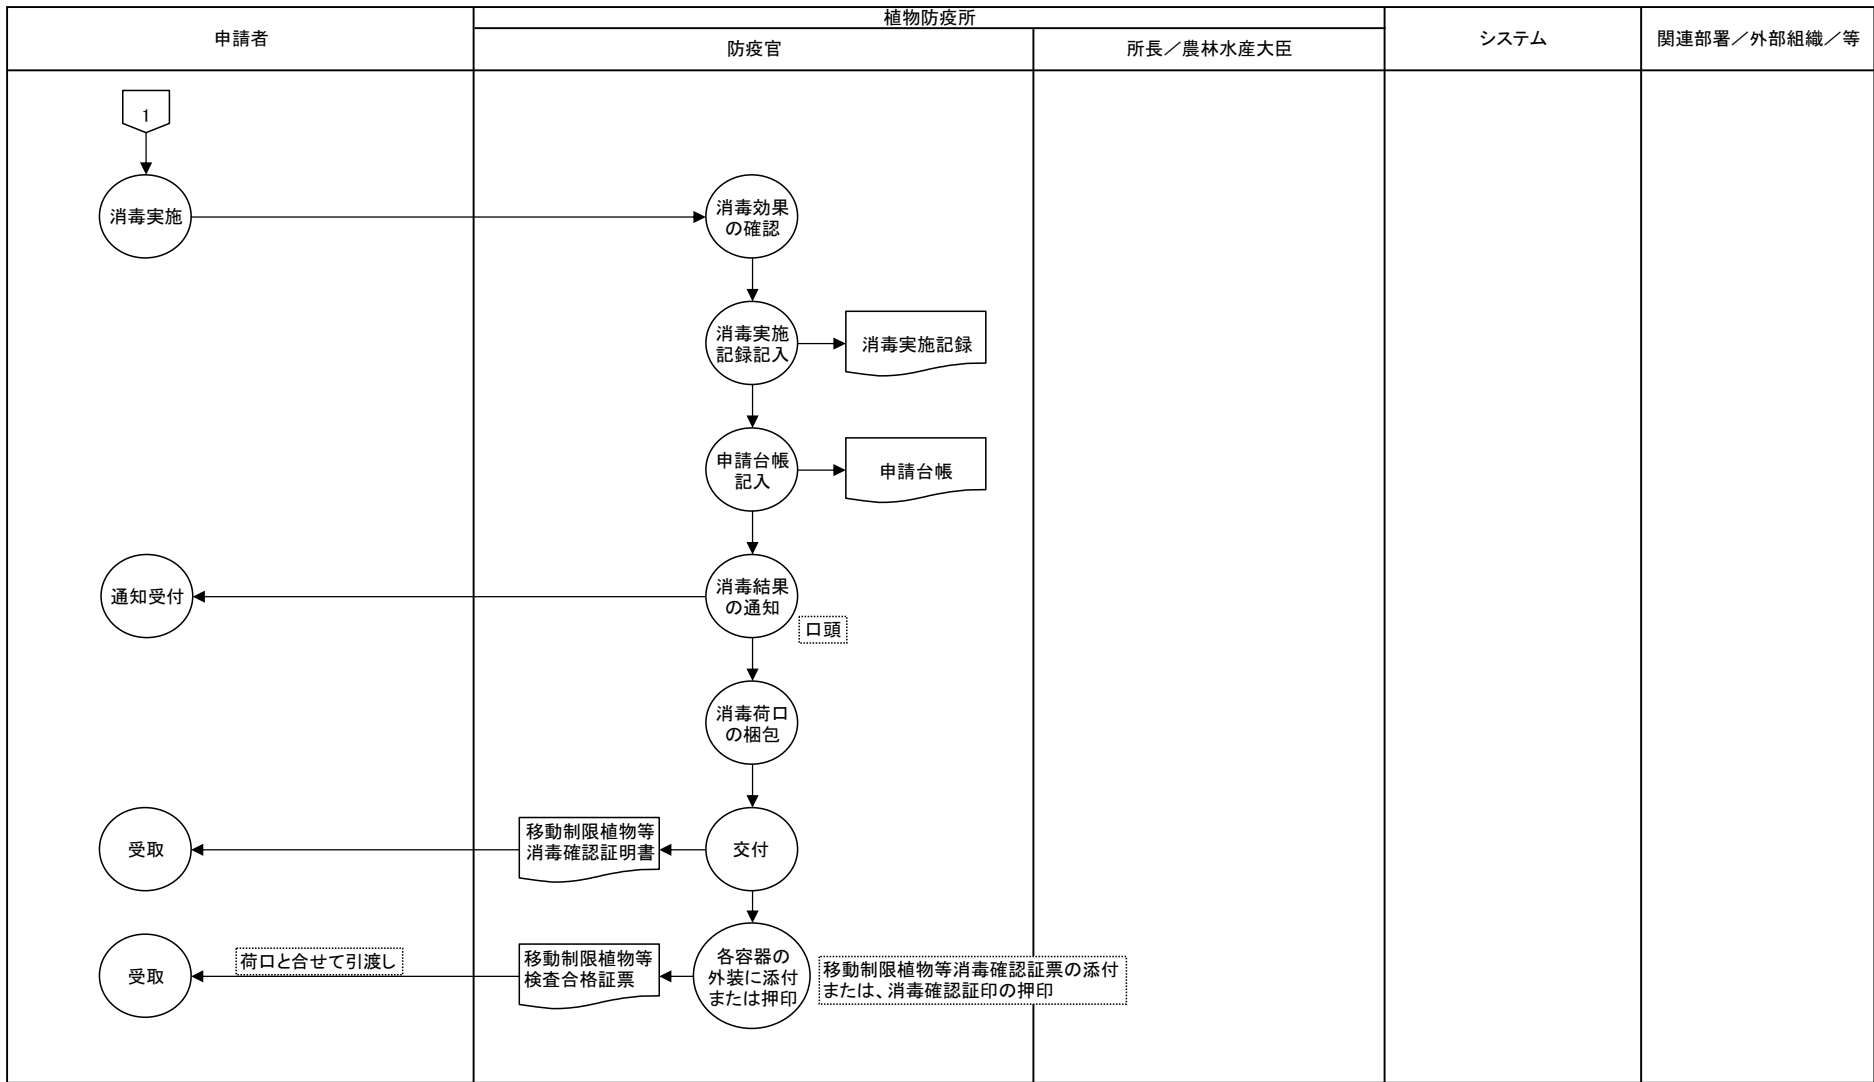 植物防疫所
申請者
防疫官
所長／農林水産大臣
システム
関連部署／外部組織／等
1
消毒実施
消毒効果
の確認
消毒実施
記録記入
消毒実施記録
申請台帳
記入
申請台帳
通知受付
消毒結果
の通知
口頭
消毒荷口
の梱包
受取
移動制限植物等
消毒確認証明書
交付
受取
荷口と合せて引渡し
移動制限植物等
検査合格証票
各容器の
外装に添付
または押印
移動制限植物等消毒確認証票の添付
または、消毒確認証印の押印